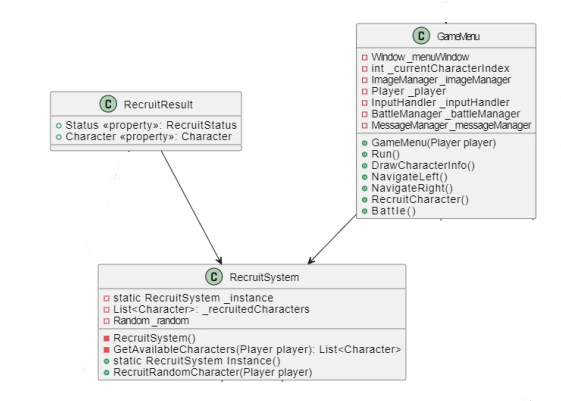 C GameMenu
Window _menuWindow
int _currentCharacterIndex
ImageManager _imageManager
Player _player
InputHandler _inputHandler
BattleManager _battleManager
MessageManager _messageManager
GameMenu(Player player)
Run()
DrawCharacterInfo()
NavigateLeft()
NavigateRight()
RecruitCharacter()
Battle()
C RecruitResult
Status «property»: RecruitStatus
Character «property»: Character
C RecruitSystem
static RecruitSystem _instance
List<Character>: _recruitedCharacters
Random _random
RecruitSystem()
GetAvailableCharacters(Player player): List<Character>
static RecruitSystem Instance()
RecruitRandomCharacter(Player player)